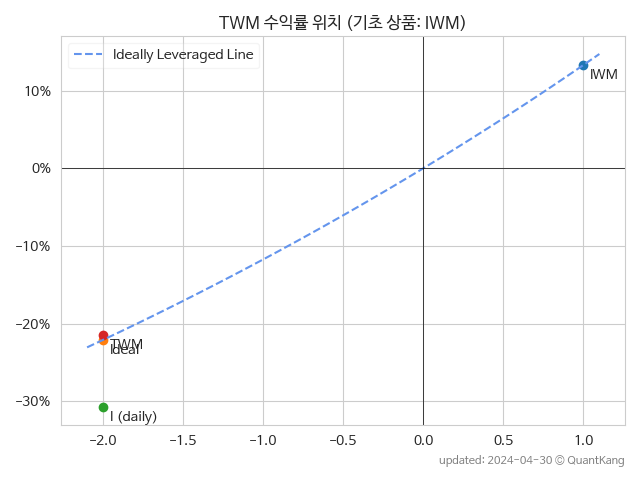 TWM 수익률 위치 (기초 상품: IWM)
Ideally Leveraged Line
IWM
10%
0%
−10%
−20%
TWM
Ideal
−30%
I (daily)
−2.0 −1.5 −1.0 −0.5 0.0 0.5 1.0
updated: 2024-04-30 © QuantKang